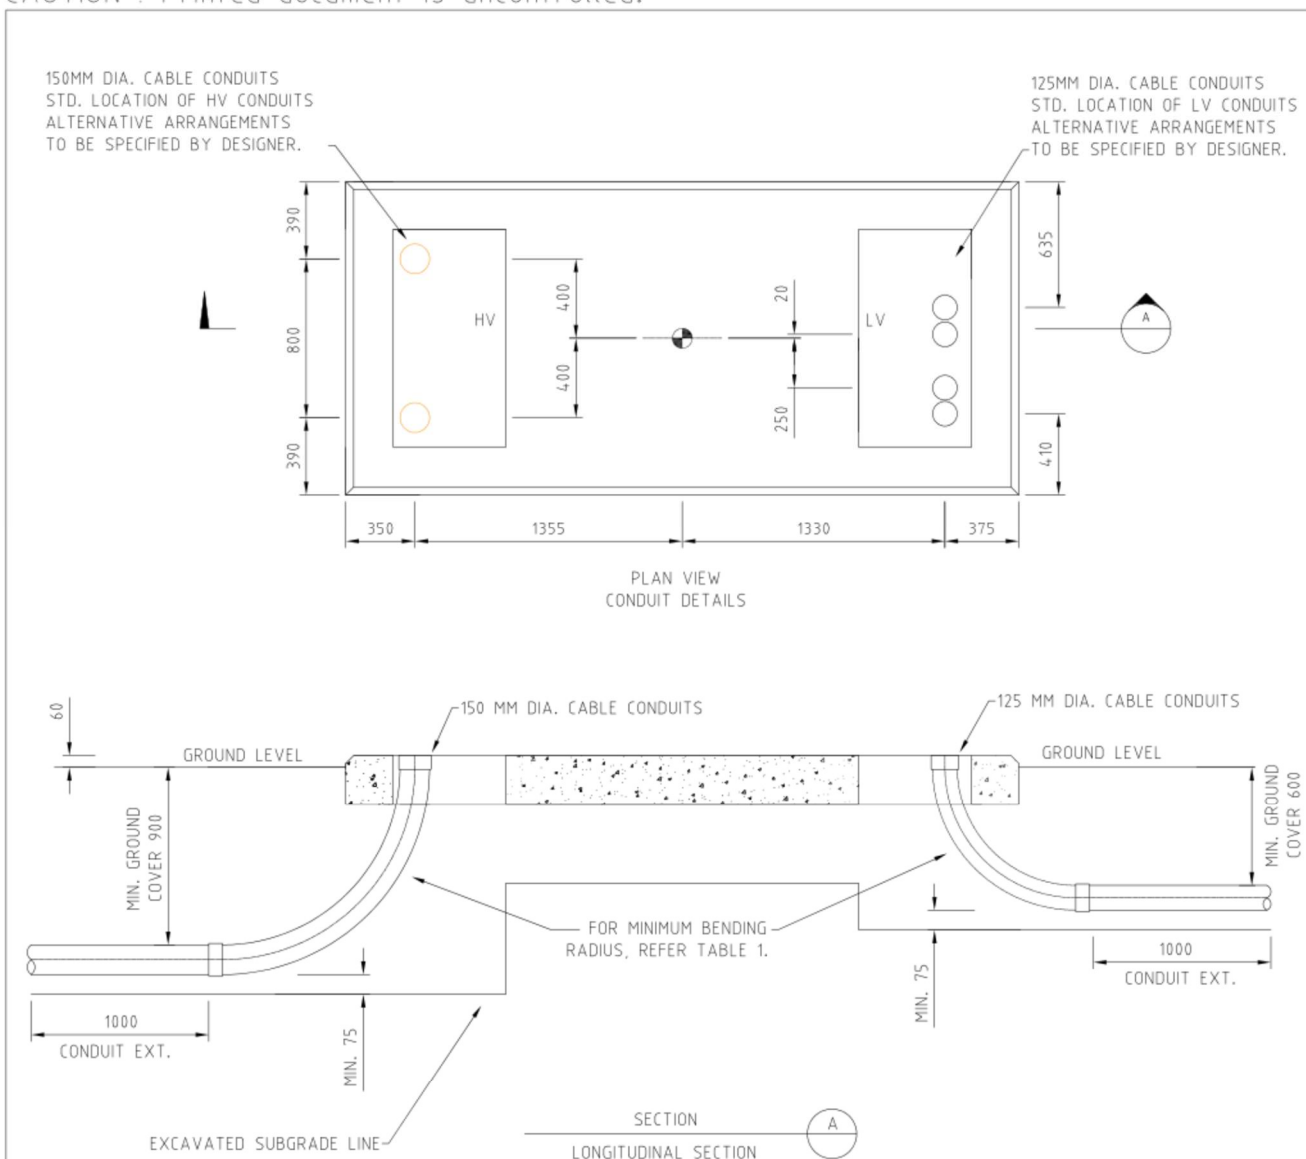 CAUTION : Printed document is uncontrolled.
150MM DIA. CABLE CONDUITS
STD. LOCATION OF HV CONDUITS
ALTERNATIVE ARRANGEMENTS
TO BE SPECIFIED BY DESIGNER.
125MM DIA. CABLE CONDUITS
STD. LOCATION OF LV CONDUITS
ALTERNATIVE ARRANGEMENTS
TO BE SPECIFIED BY DESIGNER.
390
800
390
HV
400
400
20
250
LV
635
410
A
350
1355
1330
375
PLAN VIEW
CONDUIT DETAILS
60
GROUND LEVEL
150 MM DIA. CABLE CONDUITS
125 MM DIA. CABLE CONDUITS
GROUND LEVEL
MIN. GROUND
COVER 900
MIN. GROUND
COVER 600
FOR MINIMUM BENDING
RADIUS, REFER TABLE 1.
1000
CONDUIT EXT.
MIN. 75
MIN. 75
1000
CONDUIT EXT.
EXCAVATED SUBGRADE LINE
SECTION
A
LONGITUDINAL SECTION